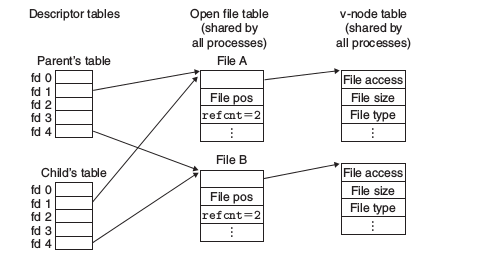 Descriptor tables
Open file table
(shared by
all processes)
v-node table
(shared by
all processes)
Parent's table
fd 0
fd 1
fd 2
fd 3
fd 4
File A
File pos
refcnt=2
⋮
File access
File size
File type
⋮
Child's table
fd 0
fd 1
fd 2
fd 3
fd 4
File B
File pos
refcnt=2
⋮
File access
File size
File type
⋮